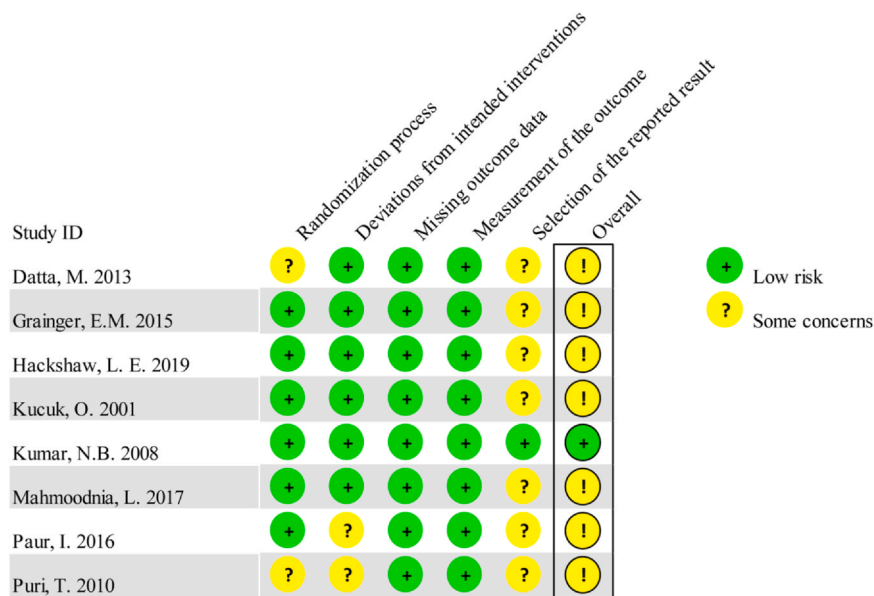 Randomization process
Deviations from intended interventions
Missing outcome data
Measurement of the outcome
Selection of the reported result
Overall
Study ID
Datta, M. 2013 ? + + + ? !
Grainger, E.M. 2015 + + + + ? !
Hackshaw, L. E. 2019 + + + + ? !
Kucuk, O. 2001 + + + + ? !
Kumar, N.B. 2008 + + + + + +
Mahmoodnia, L. 2017 + + + + ? !
Paur, I. 2016 + ? + + ? !
Puri, T. 2010 ? ? + + ? !
+ Low risk
? Some concerns